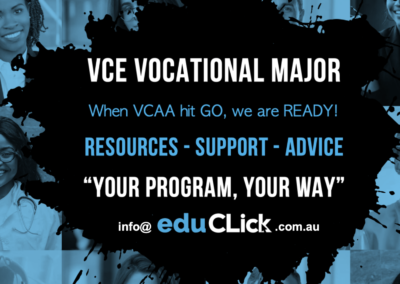 VCE VOCATIONAL MAJOR
When VCAA hit GO, we are READY!
RESOURCES - SUPPORT - ADVICE
“YOUR PROGRAM, YOUR WAY”
info@ eduCLick .com.au